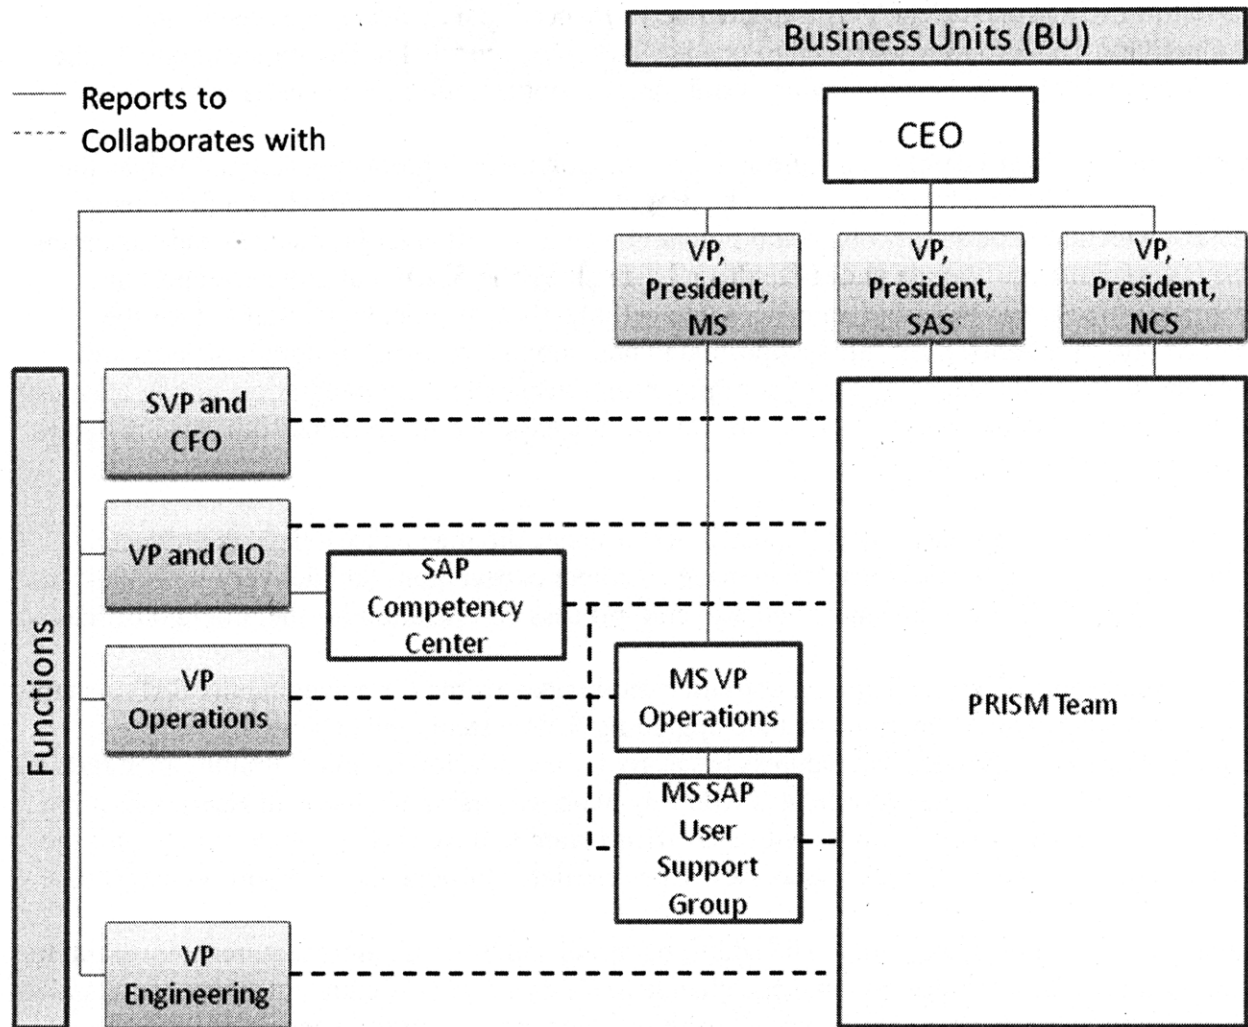 Business Units (BU)
Reports to
Collaborates with
CEO
VP,
President,
MS
VP,
President,
SAS
VP,
President,
NCS
Functions
SVP and
CFO
VP and CIO
SAP
Competency
Center
VP
Operations
MS VP
Operations
PRISM Team
MS SAP
User
Support
Group
VP
Engineering